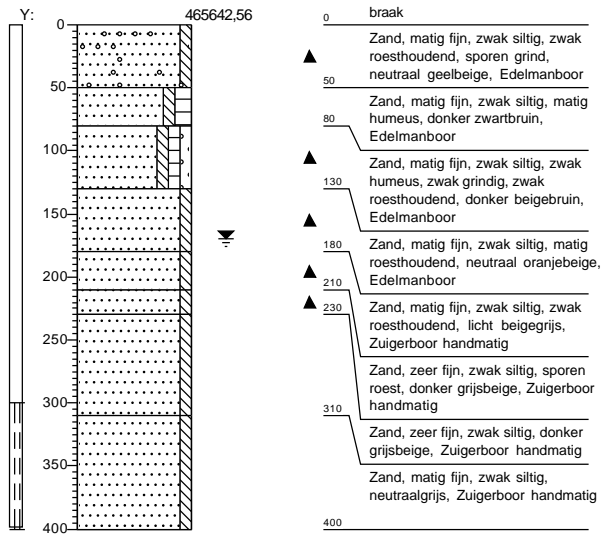 Y: 465642,56
0
50
100
150
200
250
300
350
400
0 braak
Zand, matig fijn, zwak siltig, zwak
roesthoudend, sporen grind,
neutraal geelbeige, Edelmanboor
50
Zand, matig fijn, zwak siltig, matig
humeus, donker zwartbruin,
Edelmanboor
80
Zand, matig fijn, zwak siltig, zwak
humeus, zwak grindig, zwak
roesthoudend, donker beigebruin,
Edelmanboor
130
Zand, matig fijn, zwak siltig, matig
roesthoudend, neutraal oranjebeige,
Edelmanboor
180
Zand, matig fijn, zwak siltig, zwak
roesthoudend, licht beigegrijs,
Zuigerboor handmatig
210
Zand, zeer fijn, zwak siltig, sporen
roest, donker grijsbeige, Zuigerboor
handmatig
230
Zand, zeer fijn, zwak siltig, donker
grijsbeige, Zuigerboor handmatig
310
Zand, matig fijn, zwak siltig,
neutraalgrijs, Zuigerboor handmatig
400